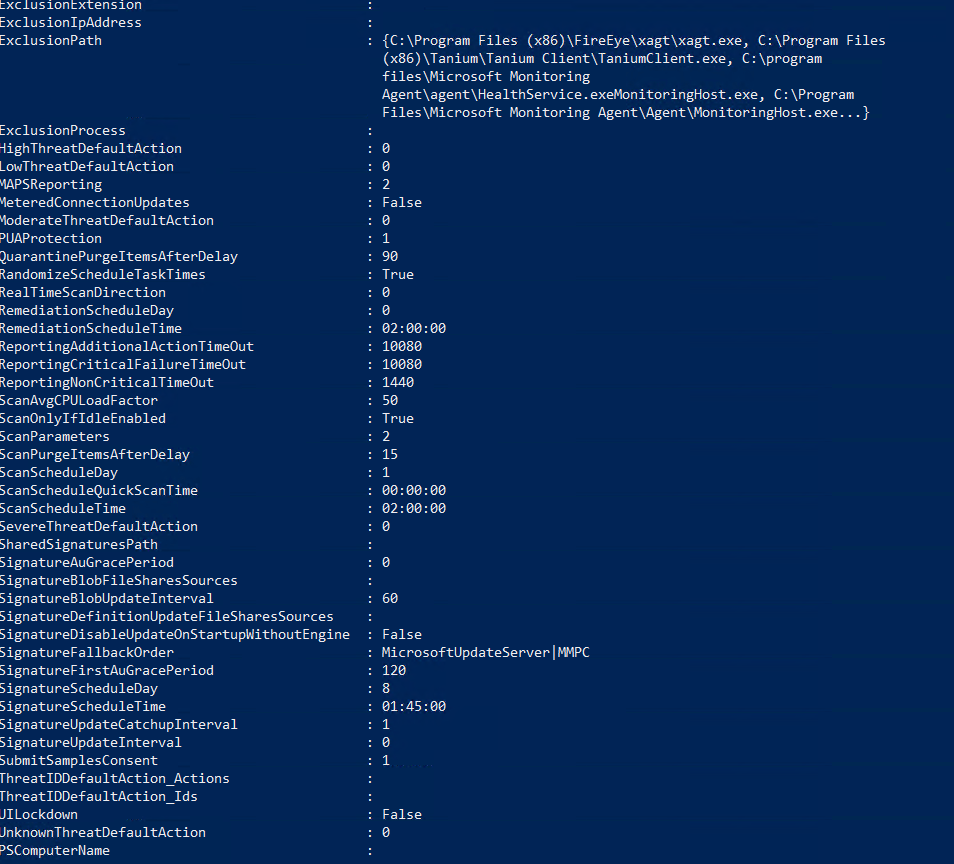 ExclusionExtension :
ExclusionIpAddress :
ExclusionPath : {C:\Program Files (x86)\FireEye\xagt\xagt.exe, C:\Program Files
(x86)\Tanium\Tanium Client\TaniumClient.exe, C:\program
files\Microsoft Monitoring
Agent\agent\HealthService.exeMonitoringHost.exe, C:\Program
Files\Microsoft Monitoring Agent\Agent\MonitoringHost.exe...}
ExclusionProcess :
HighThreatDefaultAction : 0
LowThreatDefaultAction : 0
MAPSReporting : 2
MeteredConnectionUpdates : False
ModerateThreatDefaultAction : 0
PUAProtection : 1
QuarantinePurgeItemsAfterDelay : 90
RandomizeScheduleTaskTimes : True
RealTimeScanDirection : 0
RemediationScheduleDay : 0
RemediationScheduleTime : 02:00:00
ReportingAdditionalActionTimeOut : 10080
ReportingCriticalFailureTimeOut : 10080
ReportingNonCriticalTimeOut : 1440
ScanAvgCPULoadFactor : 50
ScanOnlyIfIdleEnabled : True
ScanParameters : 2
ScanPurgeItemsAfterDelay : 15
ScanScheduleDay : 1
ScanScheduleQuickScanTime : 00:00:00
ScanScheduleTime : 02:00:00
SevereThreatDefaultAction : 0
SharedSignaturesPath :
SignatureAuGracePeriod : 0
SignatureBlobFileSharesSources :
SignatureBlobUpdateInterval : 60
SignatureDefinitionUpdateFileSharesSources :
SignatureDisableUpdateOnStartupWithoutEngine : False
SignatureFallbackOrder : MicrosoftUpdateServer|MMPC
SignatureFirstAuGracePeriod : 120
SignatureScheduleDay : 8
SignatureScheduleTime : 01:45:00
SignatureUpdateCatchupInterval : 1
SignatureUpdateInterval : 0
SubmitSamplesConsent : 1
ThreatIDDefaultAction_Actions :
ThreatIDDefaultAction_Ids :
UILockdown : False
UnknownThreatDefaultAction : 0
PSComputerName :